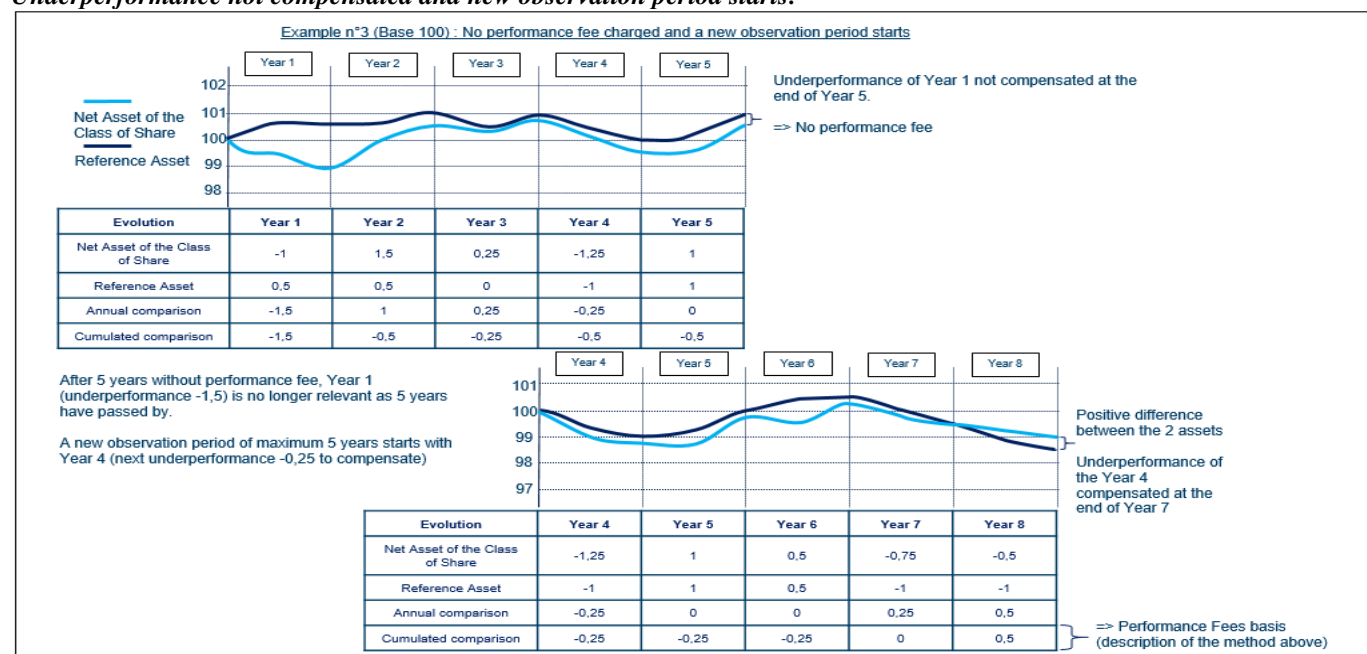 Underperformance not compensated and new observation period starts:
Example n°3 (Base 100) : No performance fee charged and a new observation period starts
Year 1 Year 2 Year 3 Year 4 Year 5
102
101
100
99
98
Net Asset of the
Class of Share
Reference Asset
Underperformance of Year 1 not compensated at the
end of Year 5.
=> No performance fee
Evolution Year 1 Year 2 Year 3 Year 4 Year 5
Net Asset of the Class
of Share -1 1,5 0,25 -1,25 1
Reference Asset 0,5 0,5 0 -1 1
Annual comparison -1,5 1 0,25 -0,25 0
Cumulated comparison -1,5 -0,5 -0,25 -0,5 -0,5
After 5 years without performance fee, Year 1
(underperformance -1,5) is no longer relevant as 5 years
have passed by.
A new observation period of maximum 5 years starts with
Year 4 (next underperformance -0,25 to compensate)
Year 4 Year 5 Year 6 Year 7 Year 8
101
100
99
98
97
Positive difference
between the 2 assets
Underperformance of
the Year 4
compensated at the
end of Year 7
Evolution Year 4 Year 5 Year 6 Year 7 Year 8
Net Asset of the Class
of Share -1,25 1 0,5 -0,75 -0,5
Reference Asset -1 1 0,5 -1 -1
Annual comparison -0,25 0 0 0,25 0,5
Cumulated comparison -0,25 -0,25 -0,25 0 0,5
=> Performance Fees basis
(description of the method above)